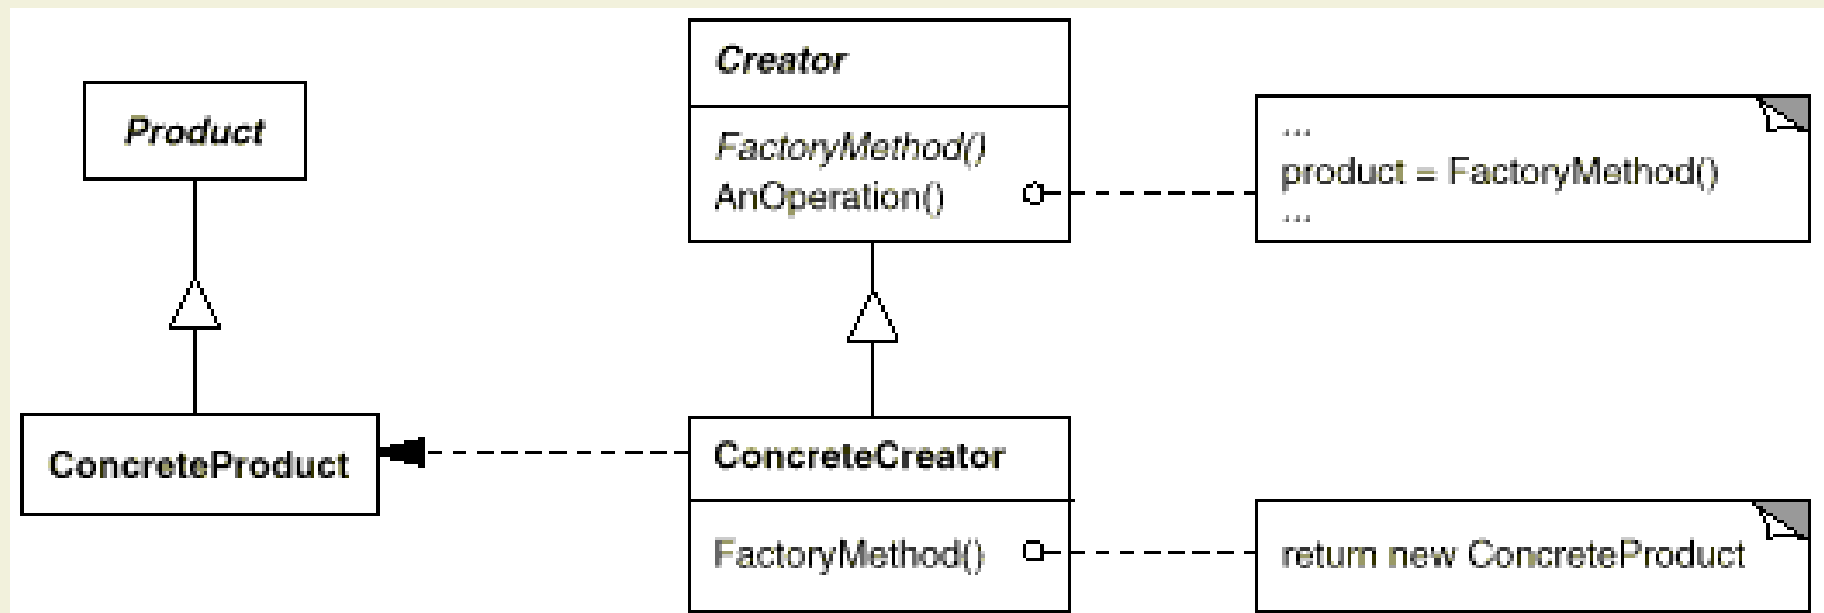 Product
ConcreteProduct
Creator
FactoryMethod()
AnOperation()
...
product = FactoryMethod()
...
ConcreteCreator
FactoryMethod()
return new ConcreteProduct